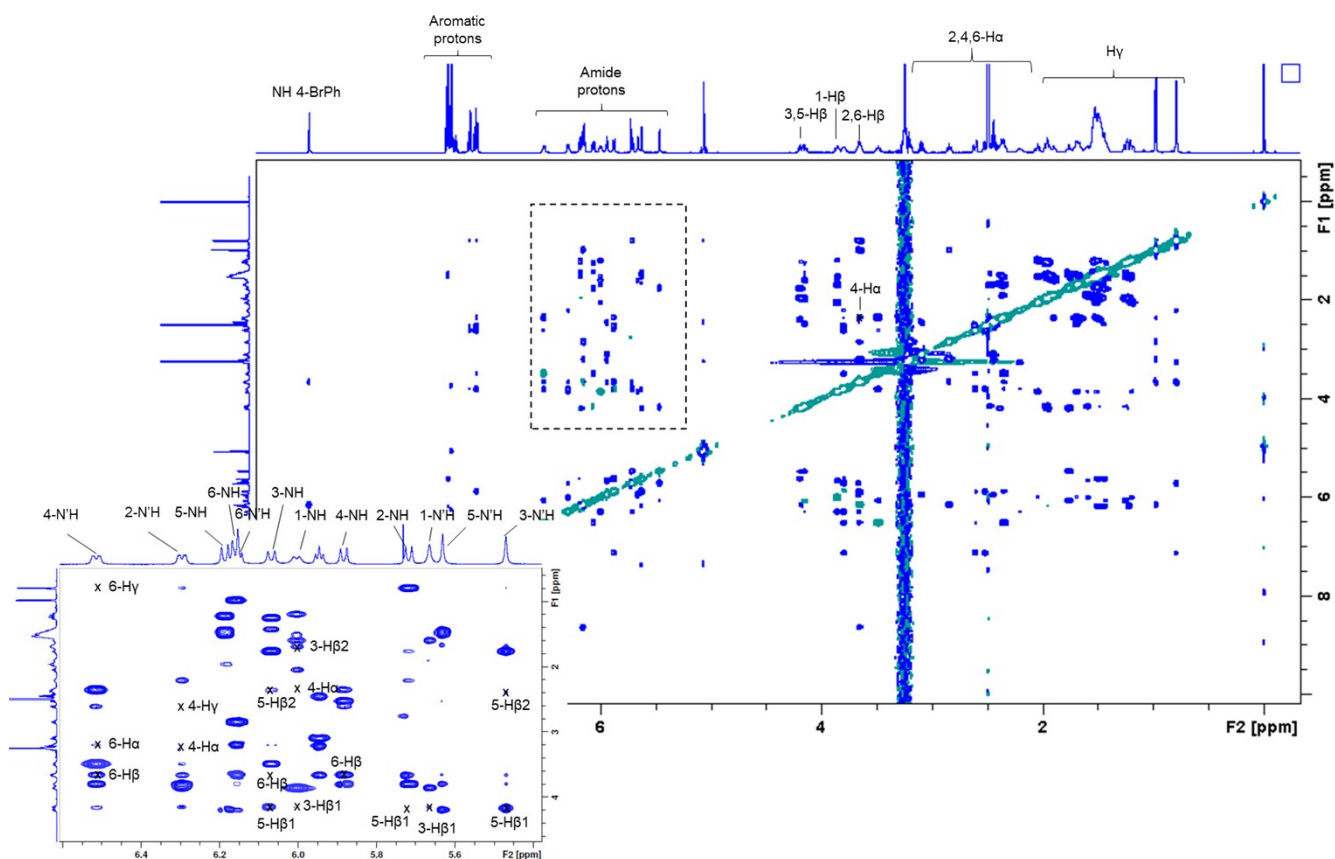 Aromatic
protons
2,4,6-Hα
Hγ
NH 4-BrPh
Amide
protons
1-Hβ
3,5-Hβ
2,6-Hβ
F1 [ppm]
2
4
6
8
4-Hα
6
4
2
F2 [ppm]
6-NH
3-NH
4-N'H
2-N'H
5-NH
6-N'H
1-NH
4-NH
2-NH
1-N'H
5-N'H
3-N'H
F1 [ppm]
2
3
4
6-Hγ
3-Hβ2
4-Hα
5-Hβ2
5-Hβ2
4-Hγ
6-Hα
4-Hα
6-Hβ
6-Hβ
6-Hβ
3-Hβ1
5-Hβ1
5-Hβ1
3-Hβ1
5-Hβ1
6.4
6.2
6.0
5.8
5.6
F2 [ppm]